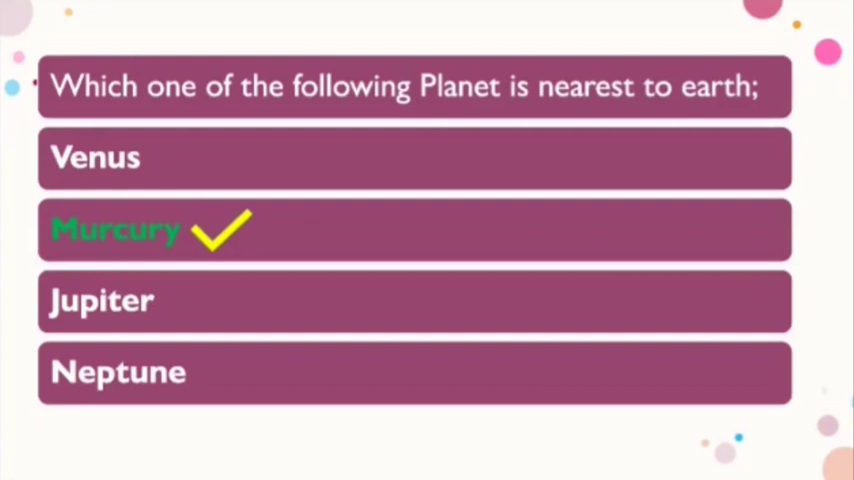 Which one of the following Planet is nearest to earth;
Venus
Murcury
Jupiter
Neptune